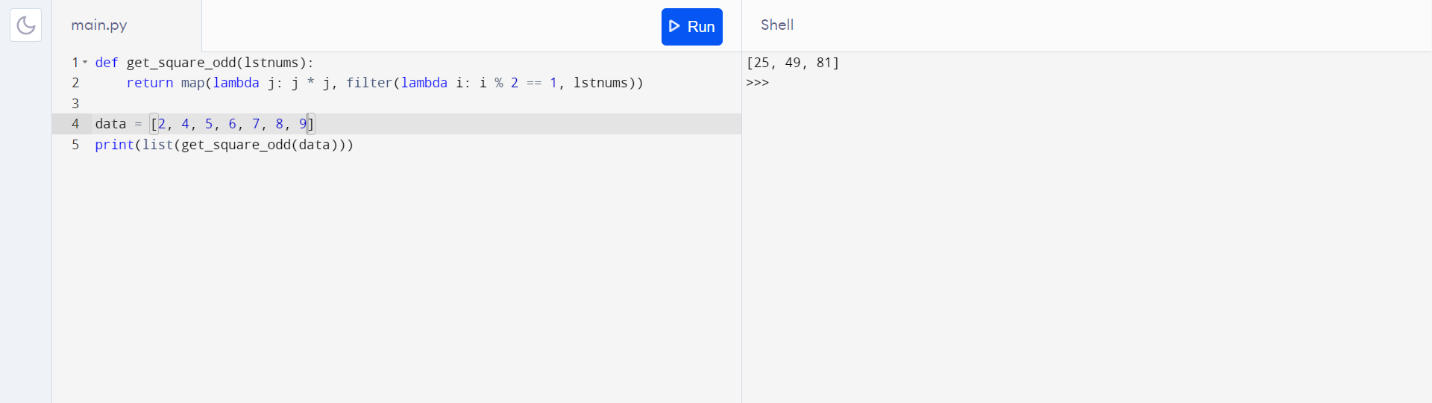 main.py
Run
Shell
1 def get_square_odd(lstnums):
2     return map(lambda j: j * j, filter(lambda i: i % 2 == 1, lstnums))
3
4 data = [2, 4, 5, 6, 7, 8, 9]
5 print(list(get_square_odd(data)))
[25, 49, 81]
>>>